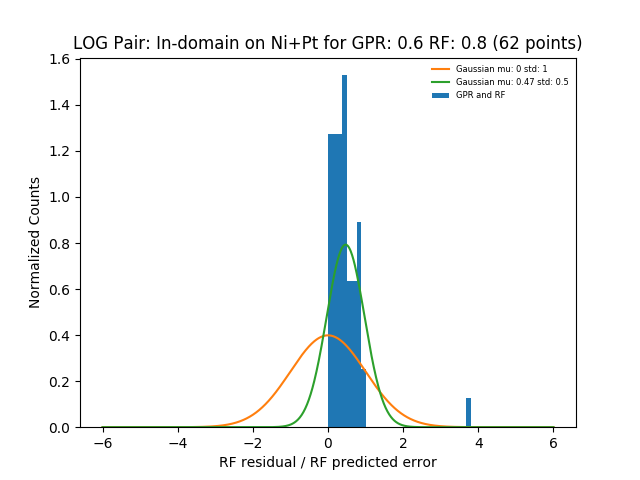 LOG Pair: In-domain on Ni+Pt for GPR: 0.6 RF: 0.8 (62 points)
Gaussian mu: 0 std: 1
Gaussian mu: 0.47 std: 0.5
GPR and RF
Normalized Counts
1.6
1.4
1.2
1.0
0.8
0.6
0.4
0.2
0.0
−6 −4 −2 0 2 4 6
RF residual / RF predicted error